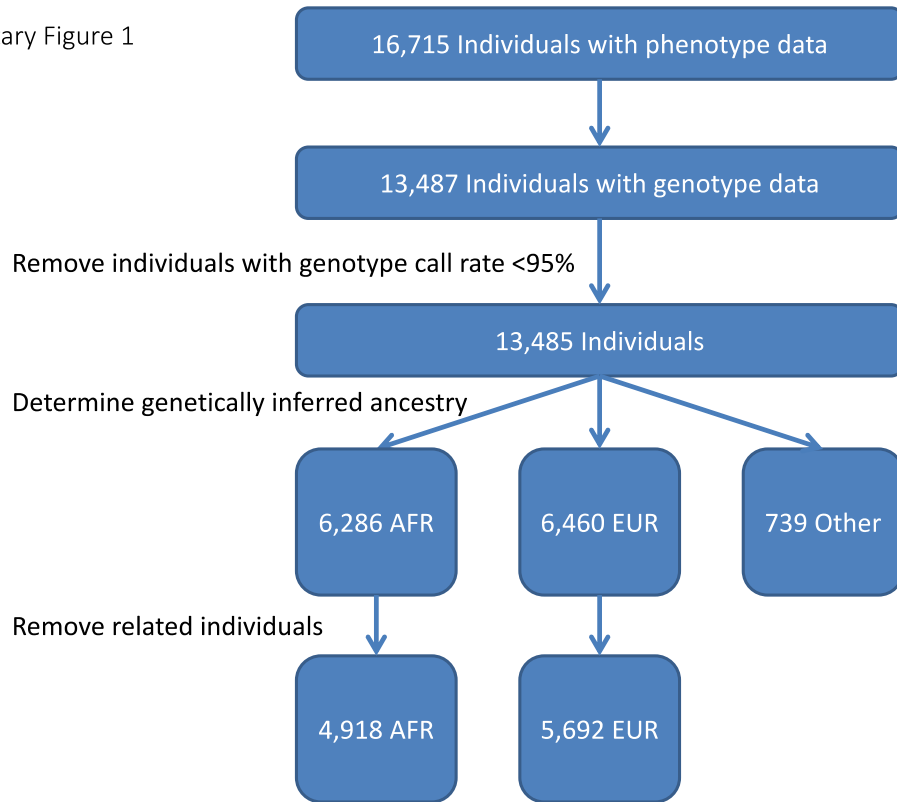 ary Figure 1
16,715 Individuals with phenotype data
13,487 Individuals with genotype data
Remove individuals with genotype call rate <95%
13,485 Individuals
Determine genetically inferred ancestry
6,286 AFR
6,460 EUR
739 Other
Remove related individuals
4,918 AFR
5,692 EUR